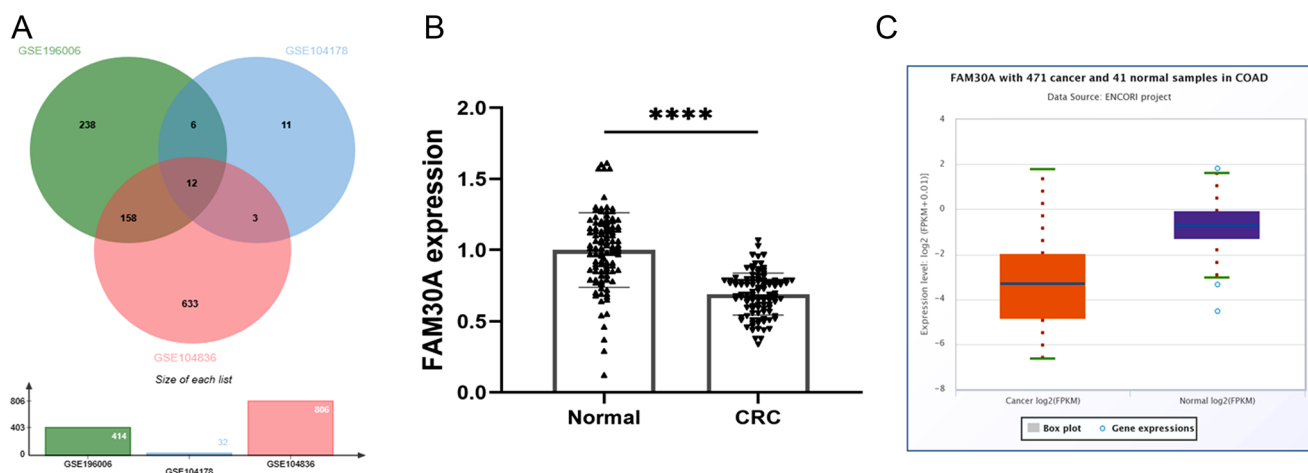 A
GSE196006
GSE104178
238
6
11
12
158
3
633
GSE104836
Size of each list
806
403
0
414
32
806
GSE196006
GSE104178
GSE104836
B
FAM30A expression
2.0
1.5
1.0
0.5
0.0
****
Normal
CRC
C
FAM30A with 471 cancer and 41 normal samples in COAD
Data Source: ENCORI project
Expression level: log2 (FPKM+0.01)]
4
2
0
−2
−4
−6
−8
Cancer log2(FPKM)
Normal log2(FPKM)
Box plot
Gene expressions